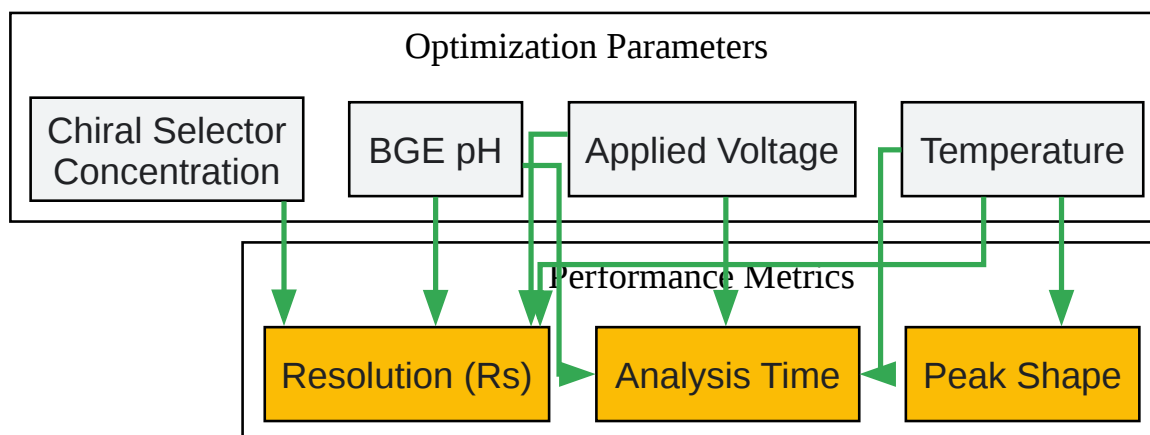 Optimization Parameters
Chiral Selector
Concentration
BGE pH
Applied Voltage
Temperature
Performance Metrics
Resolution (Rs)
Analysis Time
Peak Shape